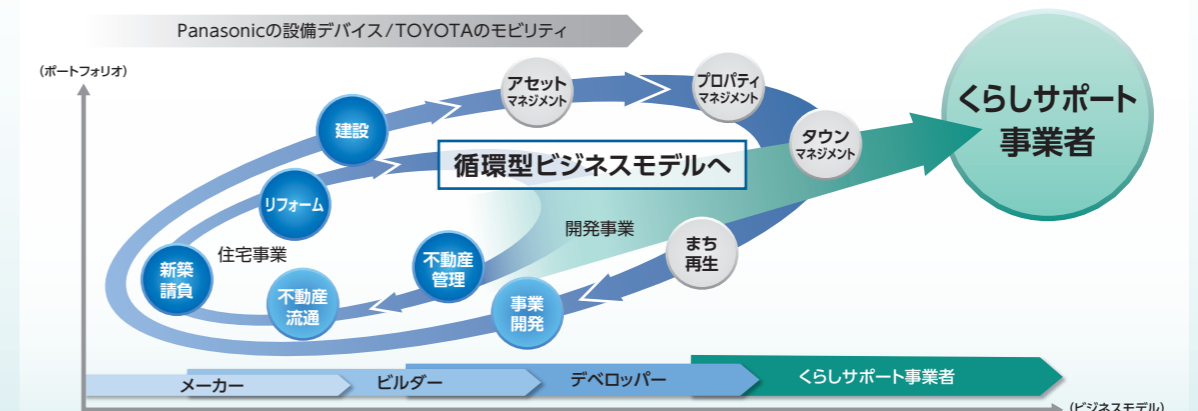 Panasonicの設備デバイス/TOYOTAのモビリティ
(ポートフォリオ)
くらしサポート
事業者
アセット
マネジメント
プロパティ
マネジメント
建設
タウン
マネジメント
循環型ビジネスモデルへ
リフォーム
開発事業
住宅事業
まち
再生
新築
請負
不動産
管理
不動産
流通
事業
開発
メーカー
ビルダー
デベロッパー
くらしサポート事業者
(ビジネスモデル)